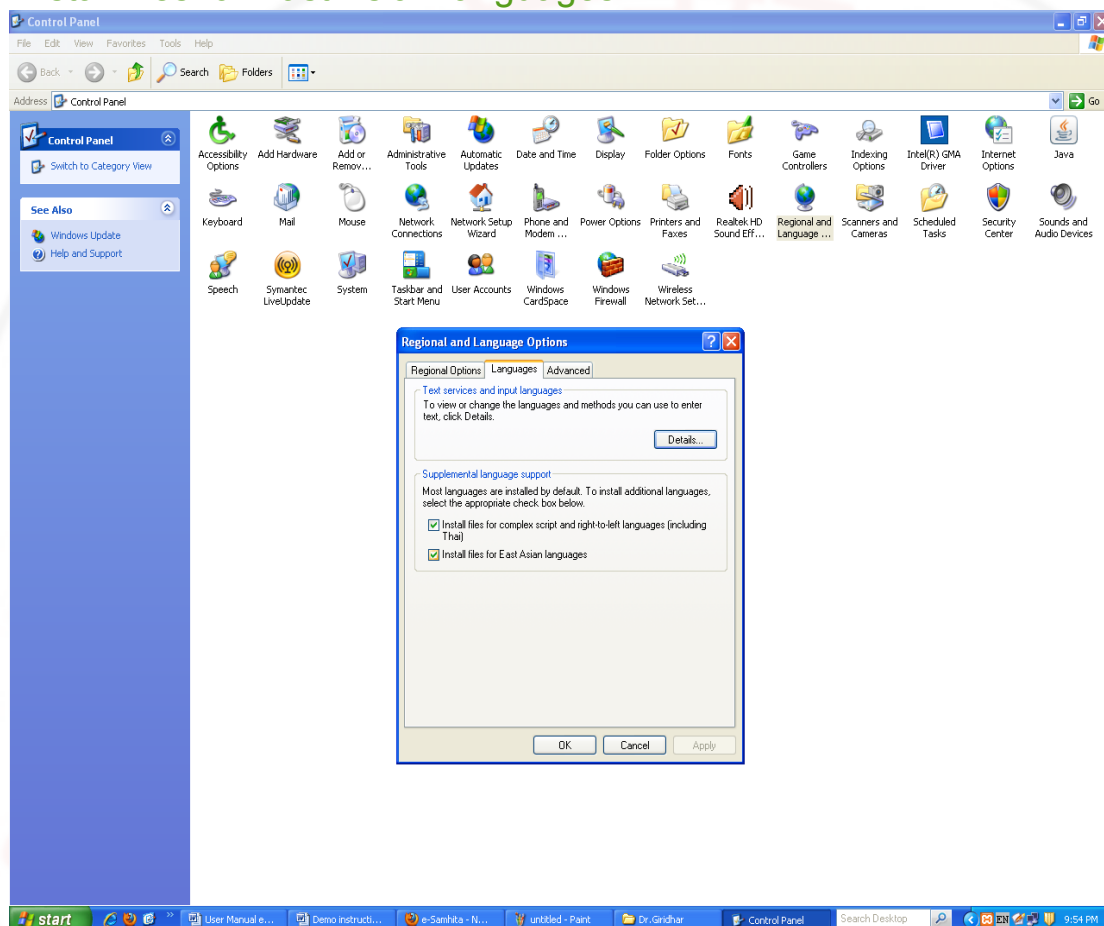 Control Panel
File Edit View Favorites Tools Help
Back Search Folders
Address Control Panel Go
Control Panel
Switch to Category View
See Also
Windows Update
Help and Support
Accessibility Options
Add Hardware
Add or Remov...
Administrative Tools
Automatic Updates
Date and Time
Display
Folder Options
Fonts
Game Controllers
Indexing Options
Intel(R) GMA Driver
Internet Options
Java
Keyboard
Mail
Mouse
Network Connections
Network Setup Wizard
Phone and Modem ...
Power Options
Printers and Faxes
Realtek HD Sound Eff...
Regional and Language ...
Scanners and Cameras
Scheduled Tasks
Security Center
Sounds and Audio Devices
Speech
Symantec LiveUpdate
System
Taskbar and Start Menu
User Accounts
Windows CardSpace
Windows Firewall
Wireless Network Set...
Regional and Language Options
Regional Options Languages Advanced
Text services and input languages
To view or change the languages and methods you can use to enter
text, click Details.
Details...
Supplemental language support
Most languages are installed by default. To install additional languages,
select the appropriate check box below.
Install files for complex script and right-to-left languages (including
Thai)
Install files for East Asian languages
OK Cancel Apply
start User Manual e... Demo instructi... e-Samhita - N... untitled - Paint Dr.Giridhar Control Panel Search Desktop EN 9:54 PM